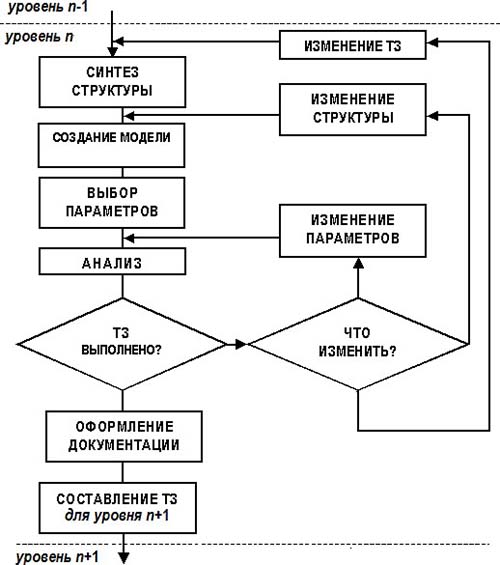 уровень n-1
уровень n
ИЗМЕНЕНИЕ ТЗ
СИНТЕЗ
СТРУКТУРЫ
ИЗМЕНЕНИЕ
СТРУКТУРЫ
СОЗДАНИЕ МОДЕЛИ
ВЫБОР
ПАРАМЕТРОВ
ИЗМЕНЕНИЕ
ПАРАМЕТРОВ
АНАЛИЗ
ТЗ
ВЫПОЛНЕНО?
ЧТО
ИЗМЕНИТЬ?
ОФОРМЛЕНИЕ
ДОКУМЕНТАЦИИ
СОСТАВЛЕНИЕ ТЗ
для уровня n+1
уровень n+1